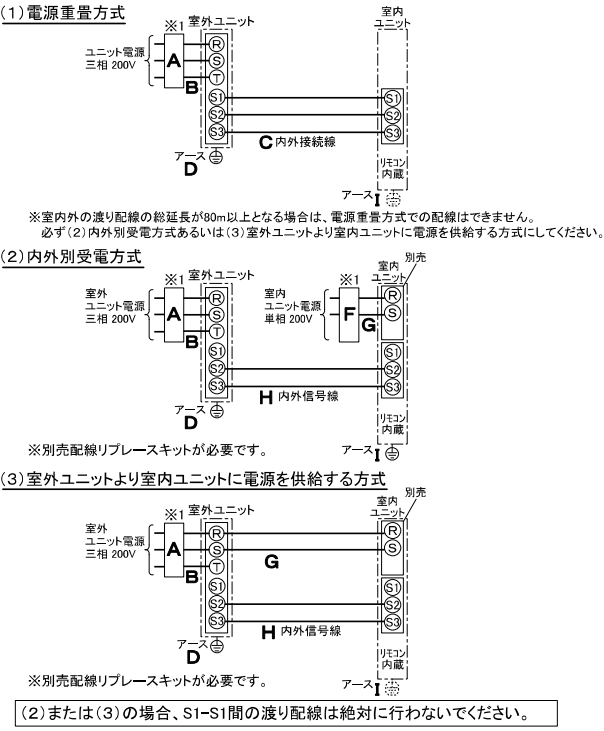 (1)電源重畳方式
※1
室外ユニット
室内
ユニット
ユニット電源
三相 200V
A
B
R
S
T
S1
S2
S3
S1
S2
S3
C 内外接続線
アース
D
リモコン
内蔵
アース
I
※室内外の渡り配線の総延長が80m以上となる場合は、電源重畳方式での配線はできません。
必ず(2)内外別受電方式あるいは(3)室外ユニットより室内ユニットに電源を供給する方式にしてください。
(2)内外別受電方式
※1
室外ユニット
※1
室内
ユニット
別売
室外
ユニット電源
三相 200V
A
B
R
S
T
S1
S2
S3
室内
ユニット電源
単相 200V
F
G
R
S
S1
S2
S3
H 内外信号線
アース
D
リモコン
内蔵
アース
I
※別売配線リプレースキットが必要です。
(3)室外ユニットより室内ユニットに電源を供給する方式
※1
室外ユニット
室内
ユニット
別売
室外
ユニット電源
三相 200V
A
B
R
S
T
S1
S2
S3
G
R
S
S1
S2
S3
H 内外信号線
アース
D
リモコン
内蔵
アース
I
※別売配線リプレースキットが必要です。
(2)または(3)の場合、S1-S1間の渡り配線は絶対に行わないでください。